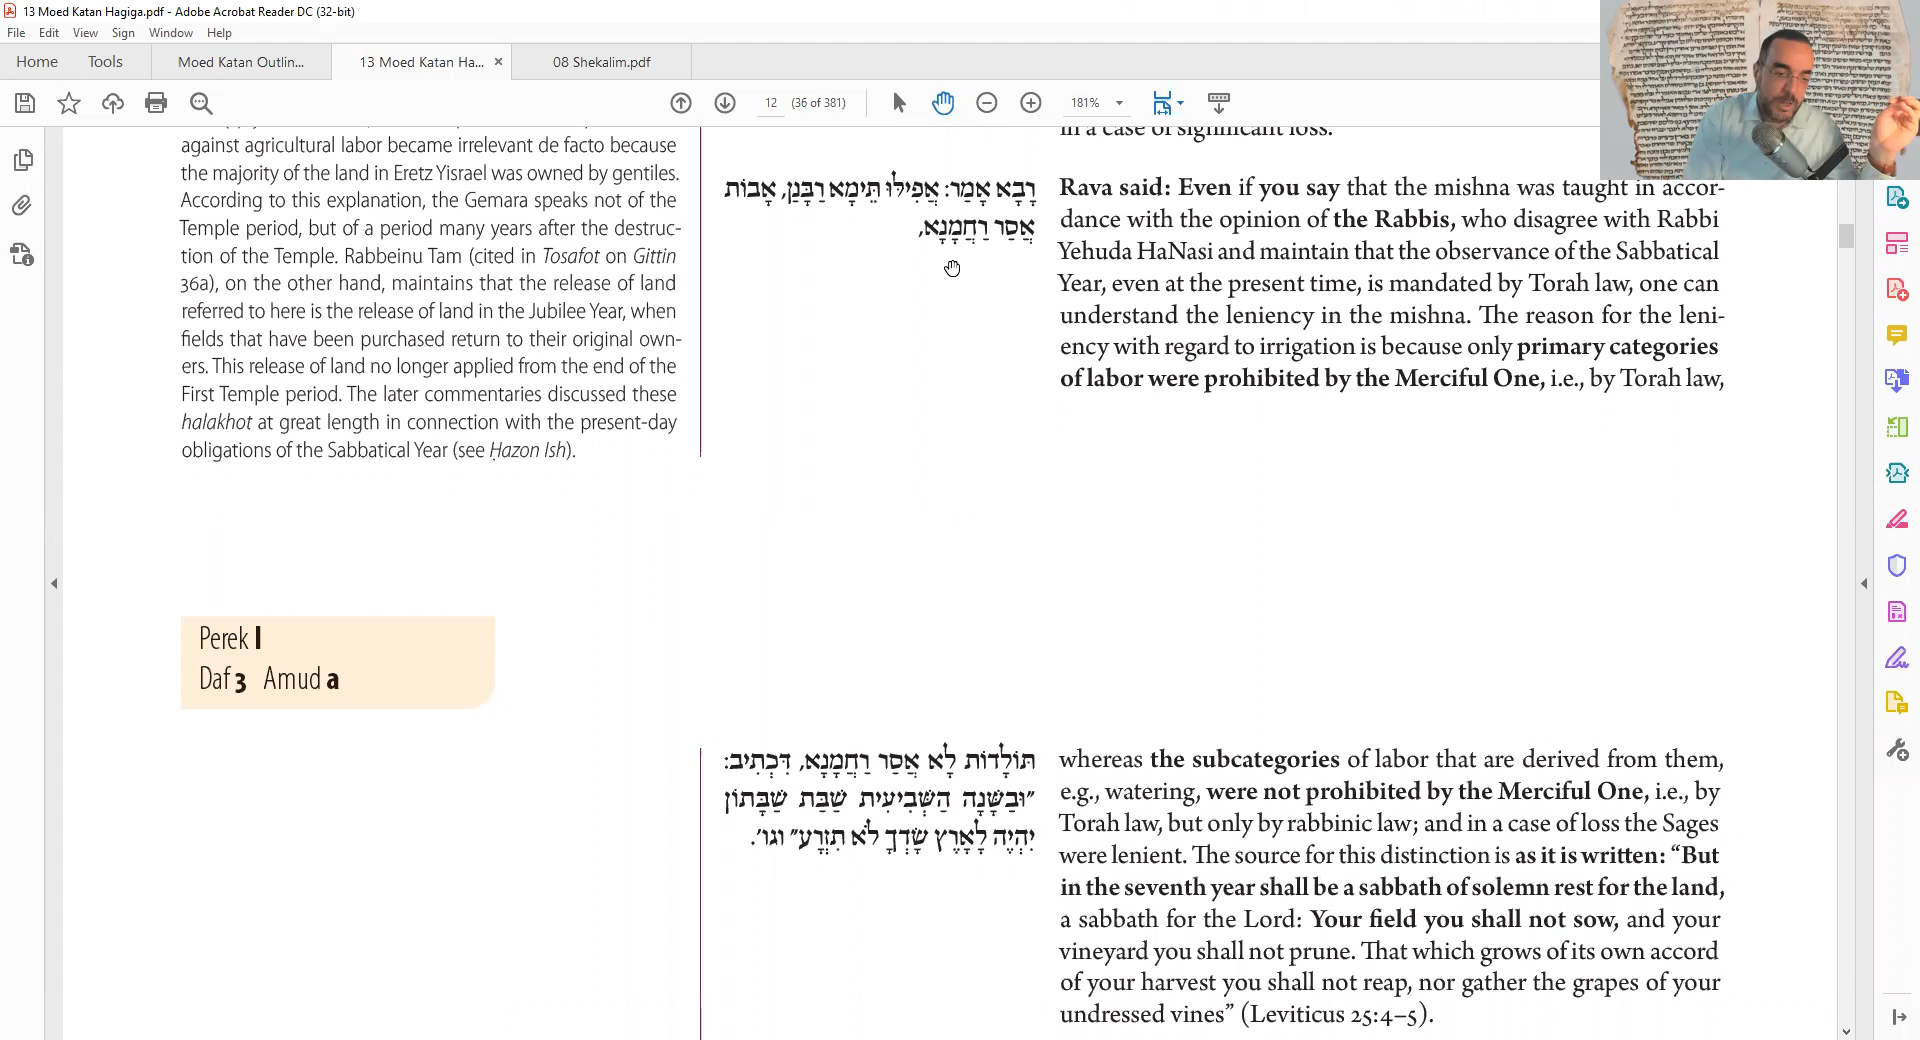 13 Moed Katan Hagiga.pdf - Adobe Acrobat Reader DC (32-bit)
File Edit View Sign Window Help
Home Tools Moed Katan Outlin... 13 Moed Katan Ha... × 08 Shekalim.pdf
12 (36 of 381) 181%
against agricultural labor became irrelevant de facto because
the majority of the land in Eretz Yisrael was owned by gentiles.
According to this explanation, the Gemara speaks not of the
Temple period, but of a period many years after the destruc-
tion of the Temple. Rabbeinu Tam (cited in Tosafot on Gittin
36a), on the other hand, maintains that the release of land
referred to here is the release of land in the Jubilee Year, when
fields that have been purchased return to their original own-
ers. This release of land no longer applied from the end of the
First Temple period. The later commentaries discussed these
halakhot at great length in connection with the present-day
obligations of the Sabbatical Year (see Ḥazon Ish).
רָבָא אָמַר: אֲפִילּוּ תֵּימָא רַבָּנַן, אָבוֹת
אֲסַר רַחֲמָנָא,
in a case of significant loss.
Rava said: Even if you say that the mishna was taught in accor-
dance with the opinion of the Rabbis, who disagree with Rabbi
Yehuda HaNasi and maintain that the observance of the Sabbatical
Year, even at the present time, is mandated by Torah law, one can
understand the leniency in the mishna. The reason for the leni-
ency with regard to irrigation is because only primary categories
of labor were prohibited by the Merciful One, i.e., by Torah law,
Perek I
Daf 3 Amud a
תּוֹלָדוֹת לָא אֲסַר רַחֲמָנָא, דִּכְתִיב:
״וּבַשָּׁנָה הַשְּׁבִיעִית שַׁבַּת שַׁבָּתוֹן
יִהְיֶה לָאָרֶץ שָׂדְךָ לֹא תִזְרָע״ וגו׳.
whereas the subcategories of labor that are derived from them,
e.g., watering, were not prohibited by the Merciful One, i.e., by
Torah law, but only by rabbinic law; and in a case of loss the Sages
were lenient. The source for this distinction is as it is written: “But
in the seventh year shall be a sabbath of solemn rest for the land,
a sabbath for the Lord: Your field you shall not sow, and your
vineyard you shall not prune. That which grows of its own accord
of your harvest you shall not reap, nor gather the grapes of your
undressed vines” (Leviticus 25:4–5).